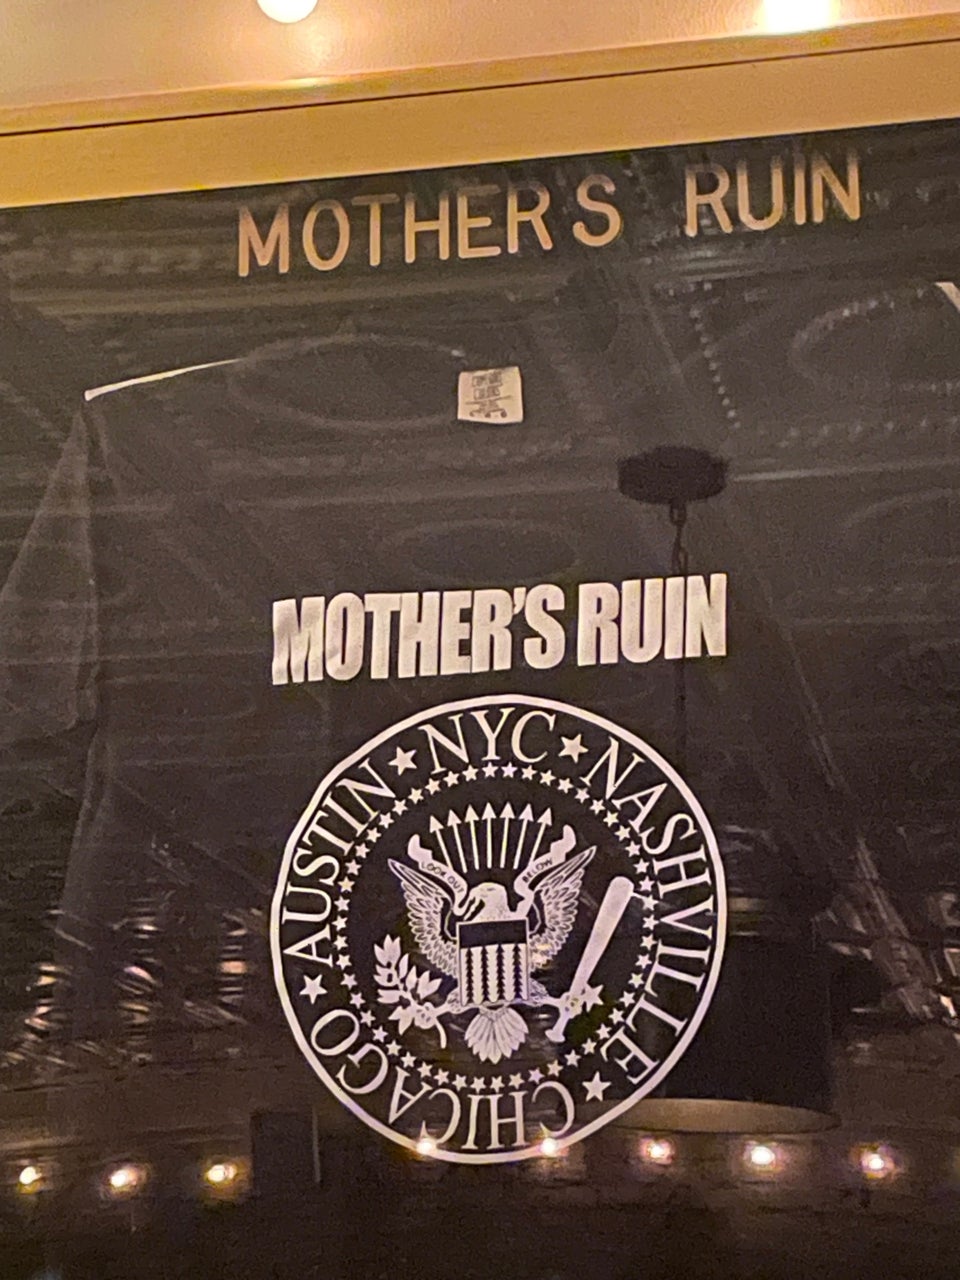 MOTHER'S RUIN
MOTHER'S RUIN
AUSTIN ★ NYC ★ NASHVILLE ★ CHICAGO ★
LOOK OUT BELOW